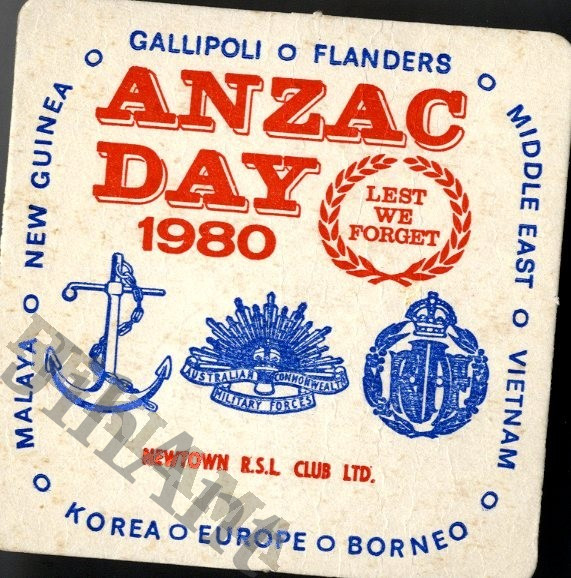 GALLIPOLI O FLANDERS O
MIDDLE EAST O VIETNAM O
ANZAC
DAY
1980
LEST
WE
FORGET
AUSTRALIAN COMMONWEALTH
MILITARY FORCES
NEWTOWN R.S.L. CLUB LTD.
KOREA O EUROPE O BORNEO
O MALAYA O NEW GUINEA O